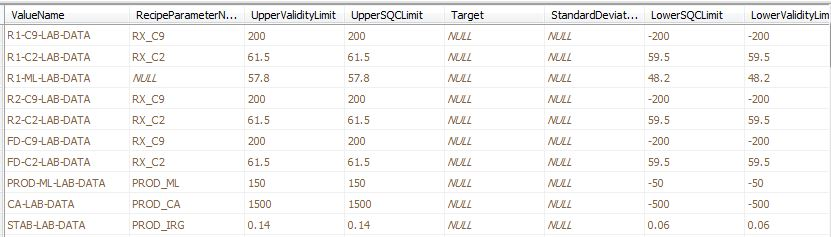 ValueName RecipeParameterN... UpperValidityLimit UpperSQCLimit Target StandardDeviat... LowerSQCLimit LowerValidityLim
R1-C9-LAB-DATA RX_C9 200 200 NULL NULL -200 -200
R1-C2-LAB-DATA RX_C2 61.5 61.5 NULL NULL 59.5 59.5
R1-ML-LAB-DATA NULL 57.8 57.8 NULL NULL 48.2 48.2
R2-C9-LAB-DATA RX_C9 200 200 NULL NULL -200 -200
R2-C2-LAB-DATA RX_C2 61.5 61.5 NULL NULL 59.5 59.5
FD-C9-LAB-DATA RX_C9 200 200 NULL NULL -200 -200
FD-C2-LAB-DATA RX_C2 61.5 61.5 NULL NULL 59.5 59.5
PROD-ML-LAB-DATA PROD_ML 150 150 NULL NULL -50 -50
CA-LAB-DATA PROD_CA 1500 1500 NULL NULL -500 -500
STAB-LAB-DATA PROD_IRG 0.14 0.14 NULL NULL 0.06 0.06